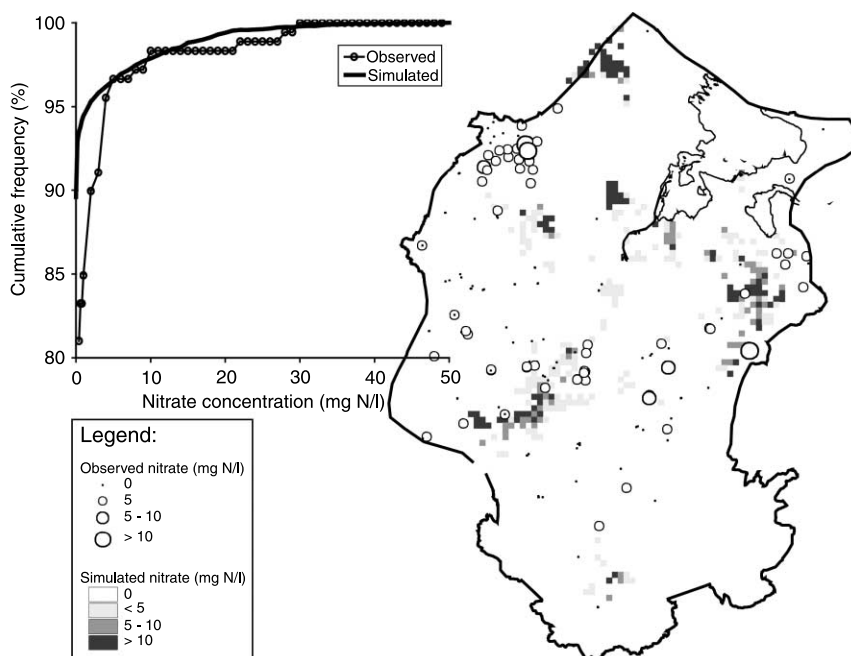 100
95
90
85
80
Cumulative frequency (%)
Observed
Simulated
0 10 20 30 40 50
Nitrate concentration (mg N/l)
Legend:
Observed nitrate (mg N/l)
0
5
5 - 10
> 10
Simulated nitrate (mg N/l)
0
< 5
5 - 10
> 10